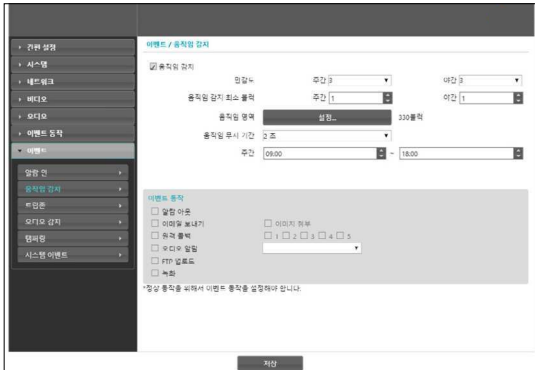 간편 설정
시스템
네트워크
비디오
오디오
이벤트 동작
이벤트
알람 인
움직임 감지
트립존
오디오 감지
탬퍼링
시스템 이벤트
이벤트 / 움직임 감지
움직임 감지
민감도 주간 3 야간 3
움직임 감지 최소 블럭 주간 1 야간 1
움직임 영역 설정... 330블럭
움직임 무시 기간 2 초
주간 09:00 ~ 18:00
이벤트 동작
알람 아웃
이메일 보내기 이미지 첨부
원격 콜백 1 2 3 4 5
오디오 알림
FTP 업로드
녹화
*정상 동작을 위해서 이벤트 동작을 설정해야 합니다.
저장